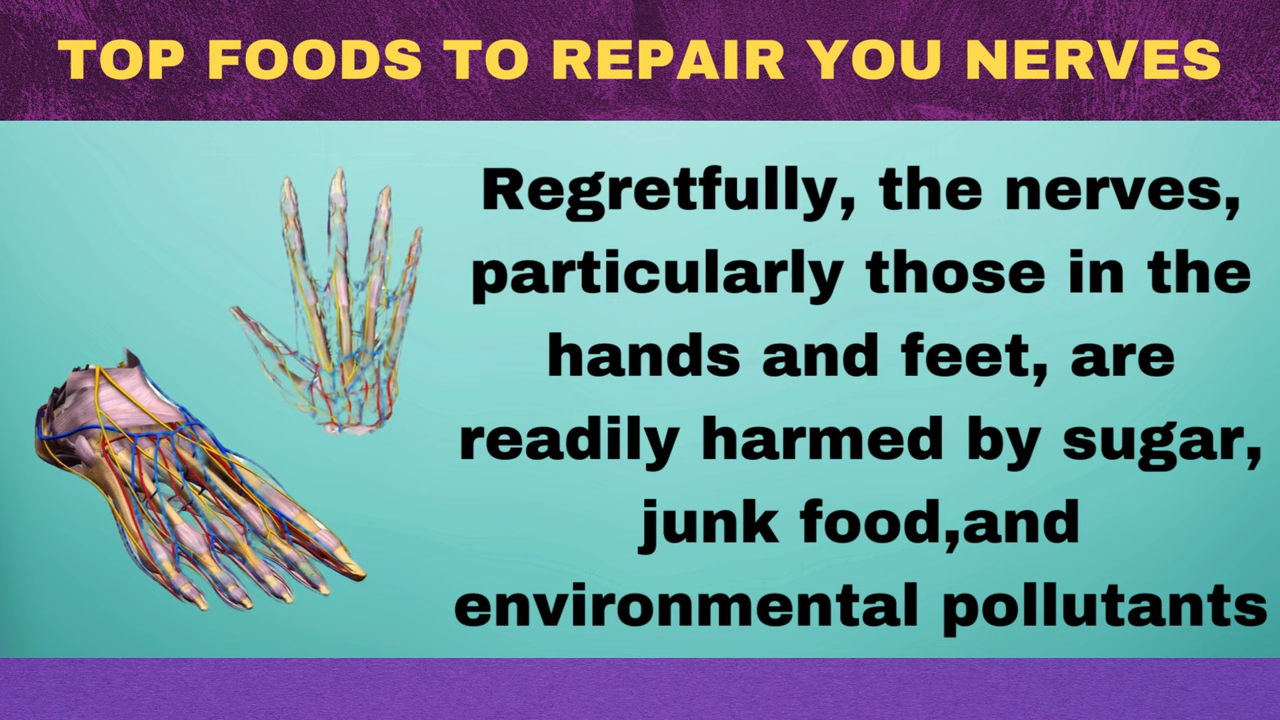 TOP FOODS TO REPAIR YOU NERVES
Regretfully, the nerves,
particularly those in the
hands and feet, are
readily harmed by sugar,
junk food,and
environmental pollutants